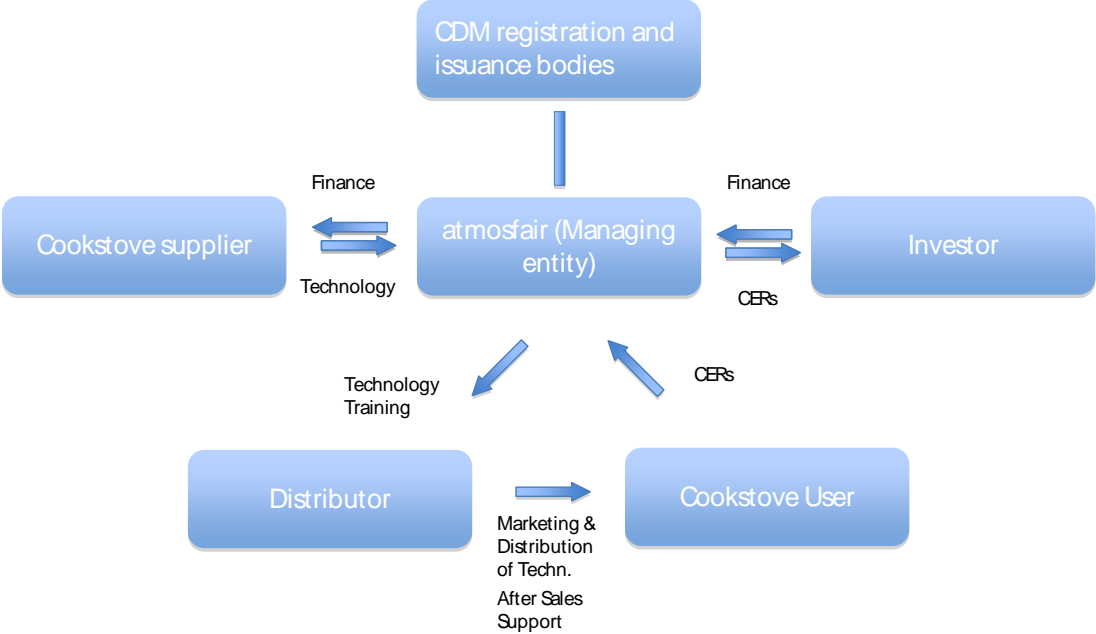 CDM registration and
issuance bodies
Finance
Finance
Cookstove supplier
atmosfair (Managing
entity)
Investor
Technology
CERs
Technology
Training
CERs
Distributor
Cookstove User
Marketing &
Distribution
of Techn.
After Sales
Support